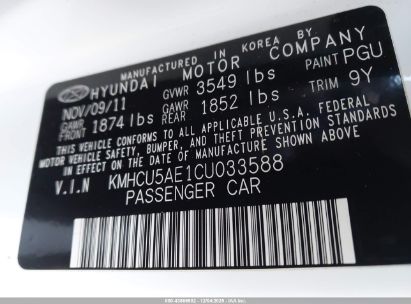 MANUFACTURED IN KOREA BY
HYUNDAI MOTOR COMPANY
NOV/09/11 GVWR 3549 lbs PAINT PGU
GAWR FRONT 1874 lbs GAWR REAR 1852 lbs TRIM 9Y
THIS VEHICLE CONFORMS TO ALL APPLICABLE U.S.A. FEDERAL
MOTOR VEHICLE SAFETY, BUMPER, AND THEFT PREVENTION STANDARDS
IN EFFECT ON THE DATE OF MANUFACTURE SHOWN ABOVE.
V.I.N KMHCU5AE1CU033588
PASSENGER CAR